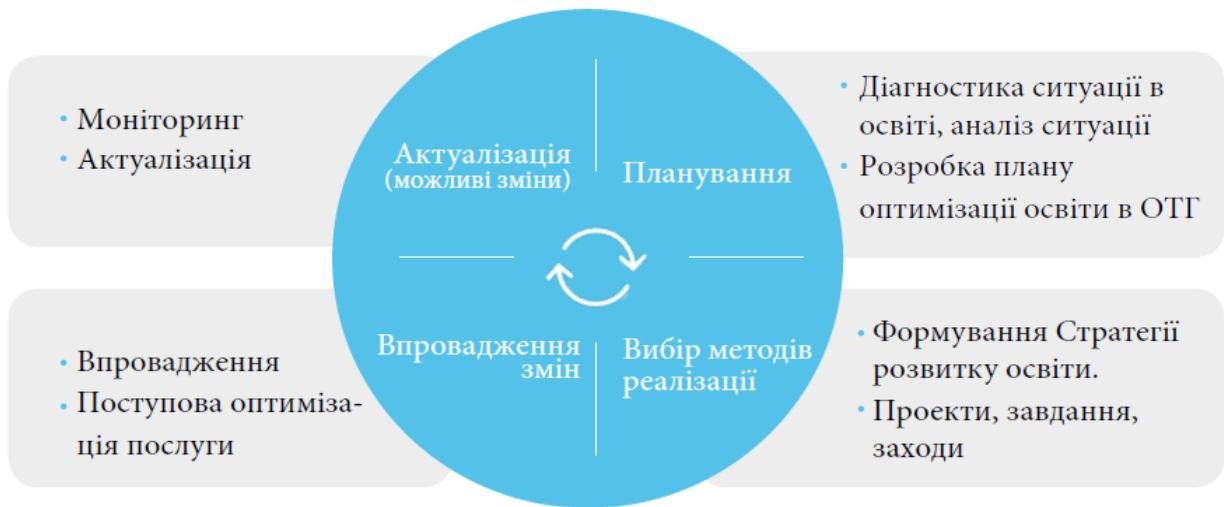 • Моніторинг
• Актуалізація
Актуалізація
(можливі зміни)
Планування
• Діагностика ситуації в
освіті, аналіз ситуації
• Розробка плану
оптимізації освіти в ОТГ
• Впровадження
• Поступова оптиміза-
ція послуги
Впровадження
змін
Вибір методів
реалізації
• Формування Стратегії
розвитку освіти.
• Проекти, завдання,
заходи